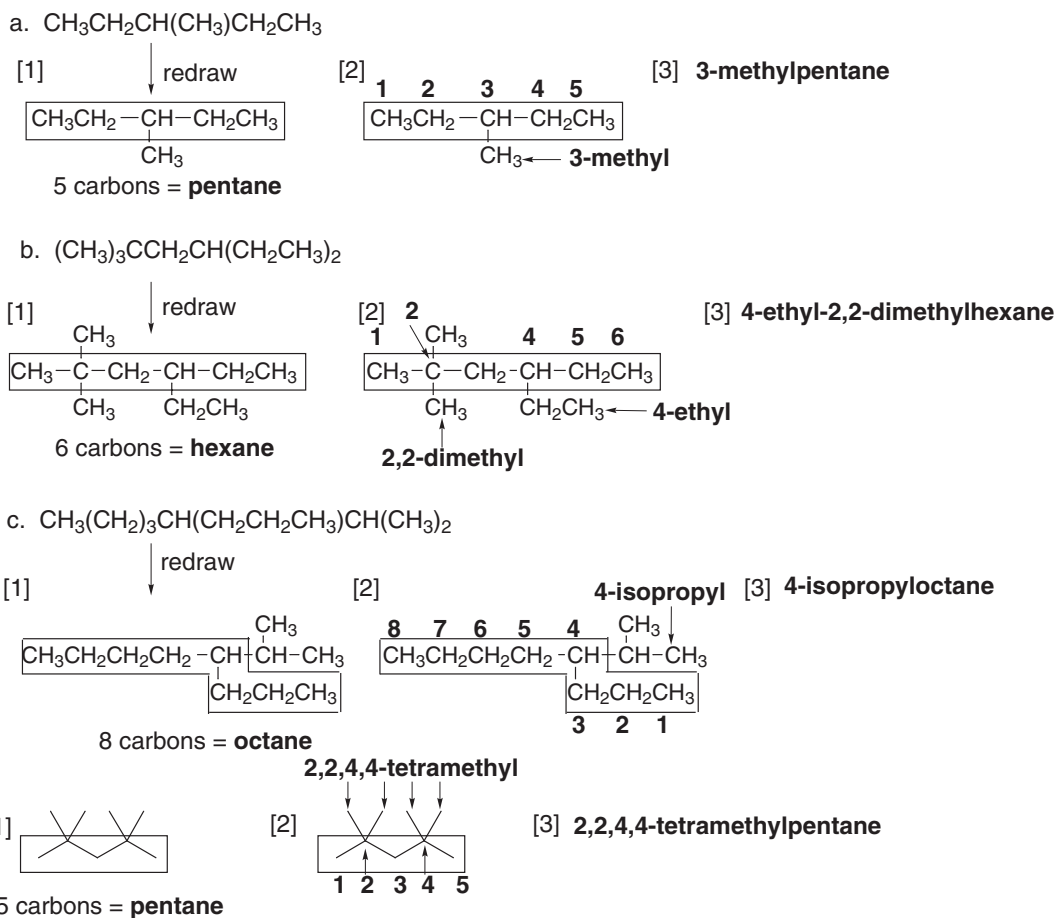 a. CH3CH2CH(CH3)CH2CH3
[1] redraw [2] [3] 3-methylpentane
1 2 3 4 5
CH3CH2—CH—CH2CH3 CH3CH2—CH—CH2CH3
CH3 CH3 3-methyl
5 carbons = pentane
b. (CH3)3CCH2CH(CH2CH3)2
[1] redraw [2] 2 [3] 4-ethyl-2,2-dimethylhexane
CH3 1 CH3 4 5 6
CH3—C—CH2—CH—CH2CH3 CH3—C—CH2—CH—CH2CH3
CH3 CH2CH3 CH3 CH2CH3 4-ethyl
6 carbons = hexane 2,2-dimethyl
c. CH3(CH2)3CH(CH2CH2CH3)CH(CH3)2
redraw
[1] [2] 4-isopropyl [3] 4-isopropyloctane
CH3 8 7 6 5 4 CH3
CH3CH2CH2CH2—CH—CH—CH3 CH3CH2CH2CH2—CH—CH—CH3
CH2CH2CH3 CH2CH2CH3
3 2 1
8 carbons = octane
2,2,4,4-tetramethyl
] [2] [3] 2,2,4,4-tetramethylpentane
1 2 3 4 5
5 carbons = pentane